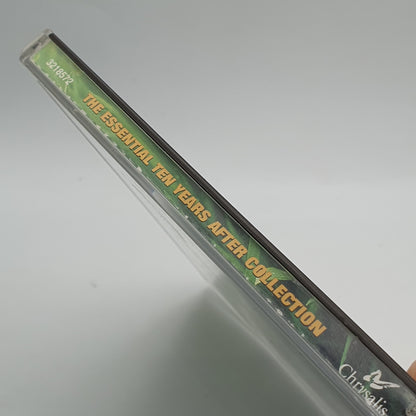 3218572
THE ESSENTIAL TEN YEARS AFTER COLLECTION
Chrysalis